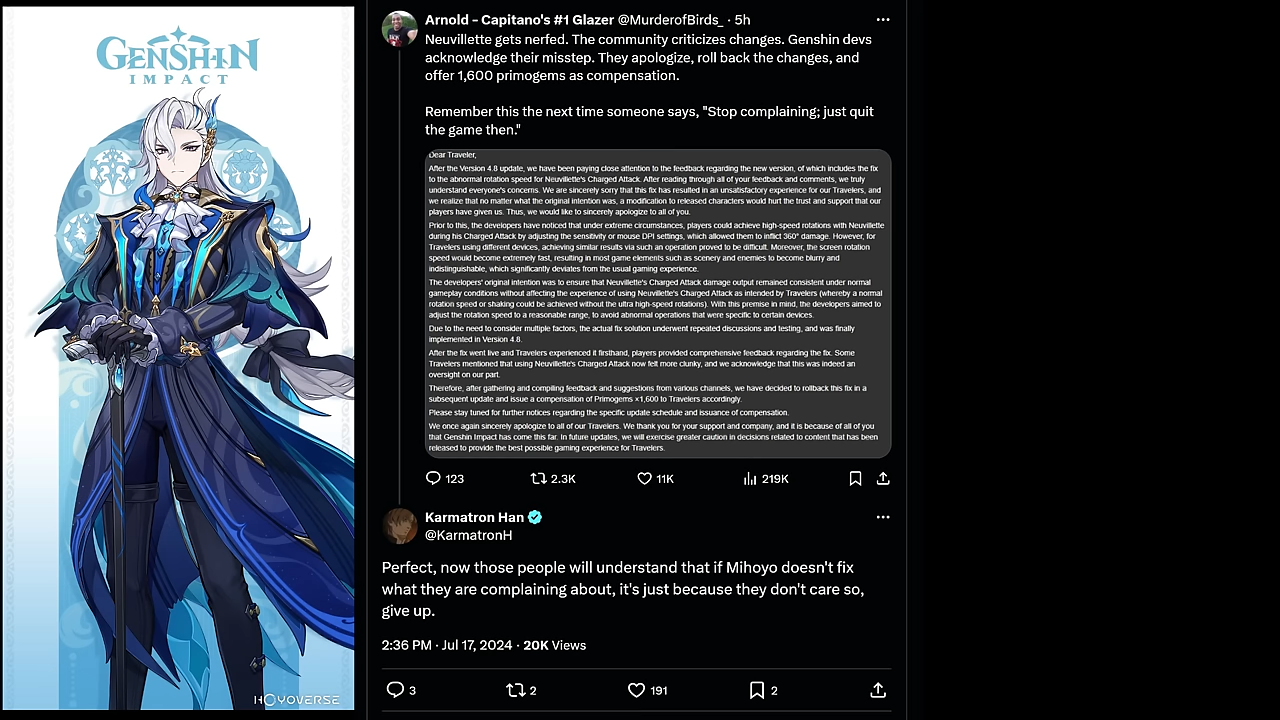 GENSHIN
IMPACT
HOYOVERSE
Arnold - Capitano's #1 Glazer @MurderofBirds_ · 5h
Neuvillette gets nerfed. The community criticizes changes. Genshin devs
acknowledge their misstep. They apologize, roll back the changes, and
offer 1,600 primogems as compensation.
Remember this the next time someone says, "Stop complaining; just quit
the game then."
Dear Traveler,
After the Version 4.8 update, we have been paying close attention to the feedback regarding the new version, of which includes the fix
to the abnormal rotation speed for Neuvillette's Charged Attack. After reading through all of your feedback and comments, we truly
understand everyone's concerns. We are sincerely sorry that this fix has resulted in an unsatisfactory experience for our Travelers, and
we realize that no matter what the original intention was, a modification to released characters would hurt the trust and support that our
players have given us. Thus, we would like to sincerely apologize to all of you.
Prior to this, the developers have noticed that under extreme circumstances, players could achieve high-speed rotations with Neuvillette
during his Charged Attack by adjusting the sensitivity or mouse DPI settings, which allowed them to inflict 360° damage. However, for
Travelers using different devices, achieving similar results via such an operation proved to be difficult. Moreover, the screen rotation
speed would become extremely fast, resulting in most game elements such as scenery and enemies to become blurry and
indistinguishable, which significantly deviates from the usual gaming experience.
The developers' original intention was to ensure that Neuvillette's Charged Attack damage output remained consistent under normal
gameplay conditions without affecting the experience of using Neuvillette's Charged Attack as intended by Travelers (whereby a normal
rotation speed or shaking could be achieved without the ultra high-speed rotations). With this premise in mind, the developers aimed to
adjust the rotation speed to a reasonable range, to avoid abnormal operations that were specific to certain devices.
Due to the need to consider multiple factors, the actual fix solution underwent repeated discussions and testing, and was finally
implemented in Version 4.8.
After the fix went live and Travelers experienced it firsthand, players provided comprehensive feedback regarding the fix. Some
Travelers mentioned that using Neuvillette's Charged Attack now felt more clunky, and we acknowledge that this was indeed an
oversight on our part.
Therefore, after gathering and compiling feedback and suggestions from various channels, we have decided to rollback this fix in a
subsequent update and issue a compensation of Primogems ×1,600 to Travelers accordingly.
Please stay tuned for further notices regarding the specific update schedule and issuance of compensation.
We once again sincerely apologize to all of our Travelers. We thank you for your support and company, and it is because of all of you
that Genshin Impact has come this far. In future updates, we will exercise greater caution in decisions related to content that has been
released to provide the best possible gaming experience for Travelers.
123 2.3K 11K 219K
Karmatron Han
@KarmatronH
Perfect, now those people will understand that if Mihoyo doesn't fix
what they are complaining about, it's just because they don't care so,
give up.
2:36 PM · Jul 17, 2024 · 20K Views
3 2 191 2